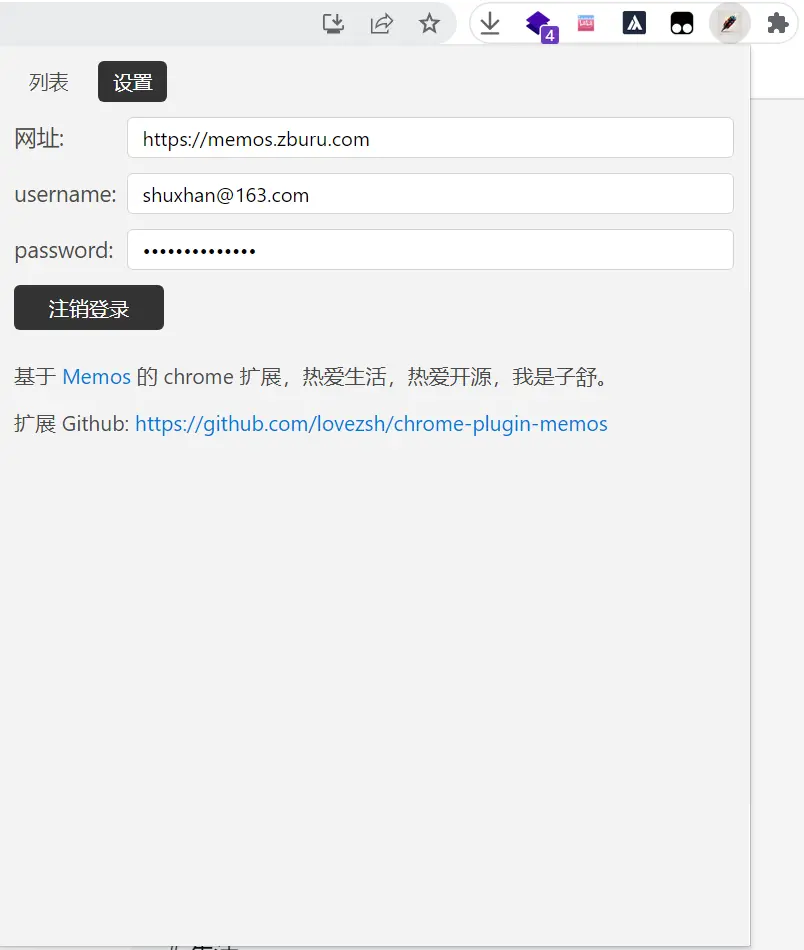 4
列表 设置
网址: https://memos.zburu.com
username: shuxhan@163.com
password: ••••••••••••••
注销登录
基于 Memos 的 chrome 扩展，热爱生活，热爱开源，我是子舒。
扩展 Github: https://github.com/lovezsh/chrome-plugin-memos